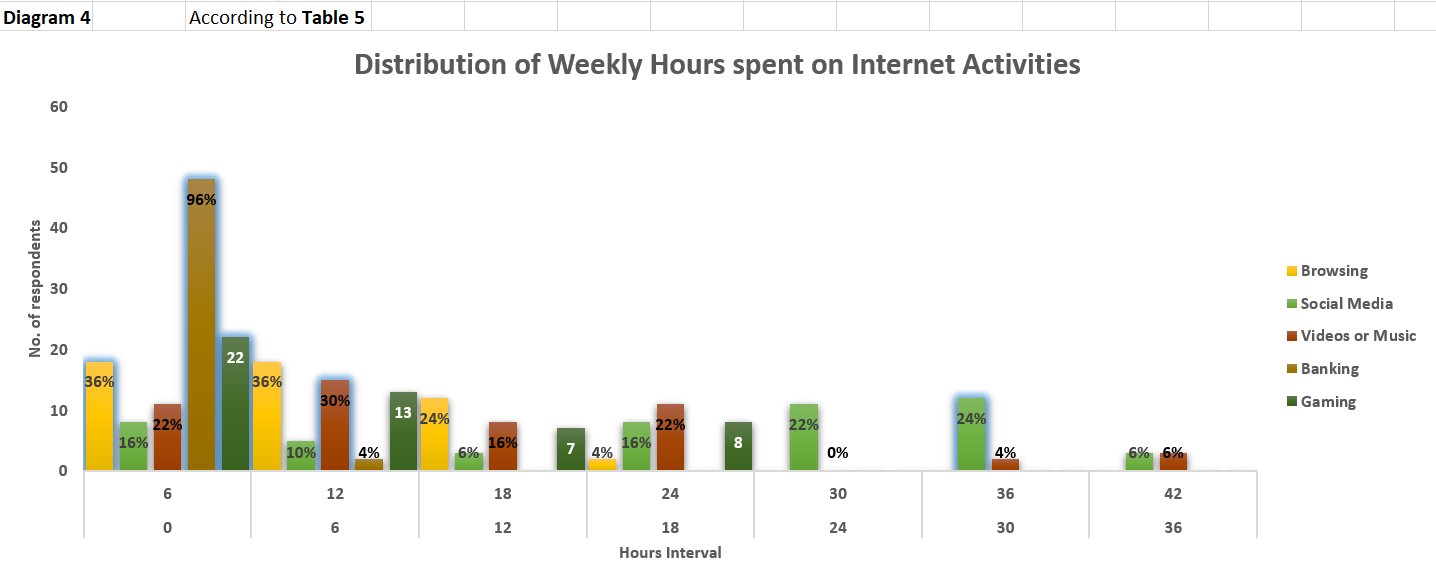 Diagram 4 According to Table 5
Distribution of Weekly Hours spent on Internet Activities
No. of respondents
60
50
40
30
20
10
0
36% 16% 22% 96% 22
36% 10% 30% 4% 13
24% 6% 16% 7
4% 16% 22% 8
22% 0%
24% 4%
6% 6%
6 12 18 24 30 36 42
0 6 12 18 24 30 36
Hours Interval
Browsing
Social Media
Videos or Music
Banking
Gaming